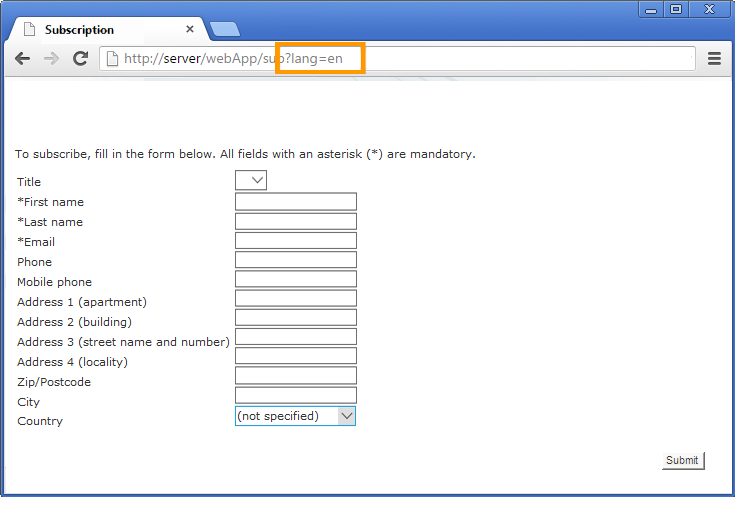 Subscription
http://server/webApp/sub?lang=en
To subscribe, fill in the form below. All fields with an asterisk (*) are mandatory.
Title
*First name
*Last name
*Email
Phone
Mobile phone
Address 1 (apartment)
Address 2 (building)
Address 3 (street name and number)
Address 4 (locality)
Zip/Postcode
City
Country (not specified)
Submit